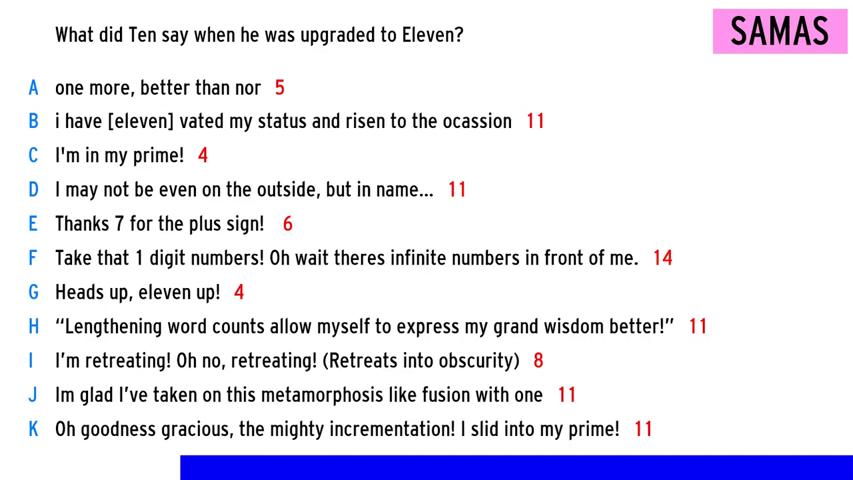 What did Ten say when he was upgraded to Eleven?
SAMAS
A one more, better than nor 5
B i have [eleven] vated my status and risen to the ocassion 11
C I'm in my prime! 4
D I may not be even on the outside, but in name... 11
E Thanks 7 for the plus sign! 6
F Take that 1 digit numbers! Oh wait theres infinite numbers in front of me. 14
G Heads up, eleven up! 4
H “Lengthening word counts allow myself to express my grand wisdom better!” 11
I I’m retreating! Oh no, retreating! (Retreats into obscurity) 8
J Im glad I’ve taken on this metamorphosis like fusion with one 11
K Oh goodness gracious, the mighty incrementation! I slid into my prime! 11